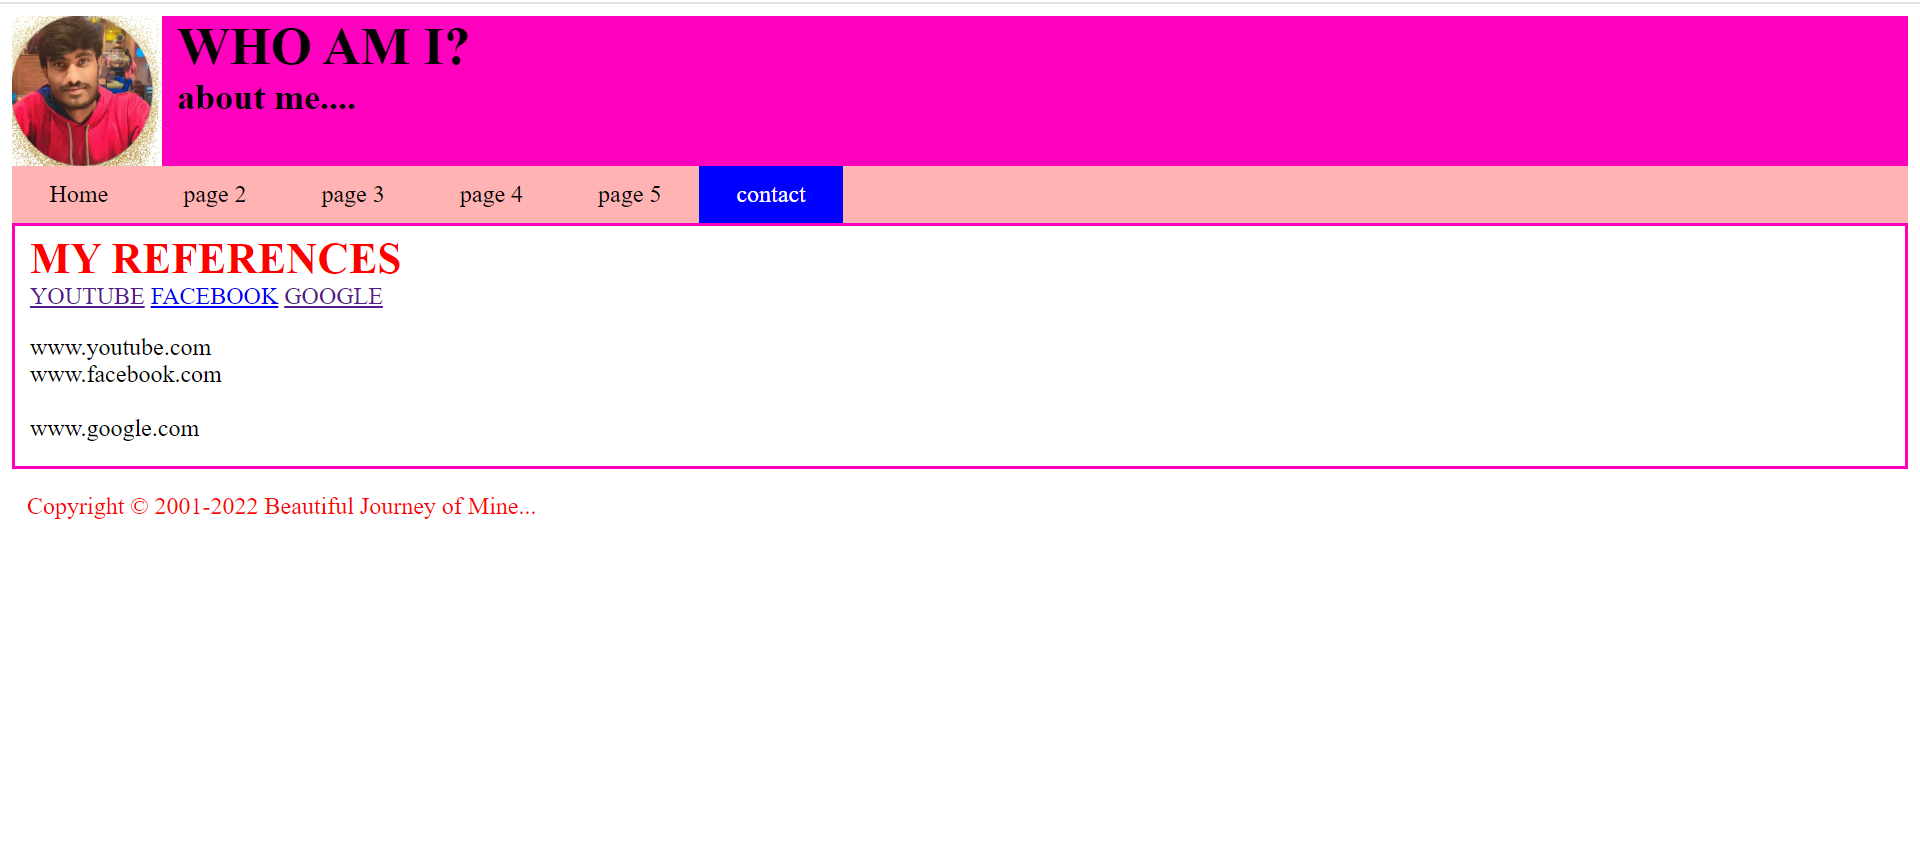 WHO AM I?
about me....
Home page 2 page 3 page 4 page 5 contact
MY REFERENCES
YOUTUBE FACEBOOK GOOGLE
www.youtube.com
www.facebook.com
www.google.com
Copyright © 2001-2022 Beautiful Journey of Mine...